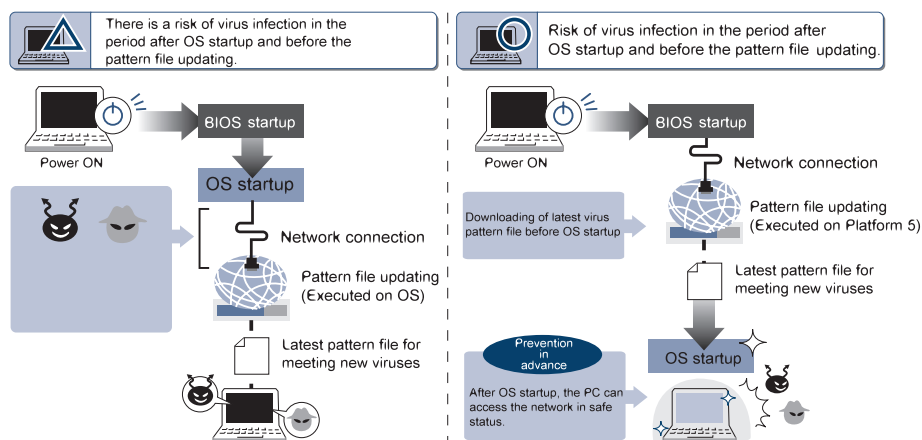 There is a risk of virus infection in the
period after OS startup and before the
pattern file updating.
Power ON
BIOS startup
OS startup
Network connection
Pattern file updating
(Executed on OS)
Latest pattern file for
meeting new viruses
Risk of virus infection in the period after
OS startup and before the pattern file updating.
Power ON
BIOS startup
Network connection
Downloading of latest virus
pattern file before OS startup
Pattern file updating
(Executed on Platform 5)
Latest pattern file for
meeting new viruses
OS startup
Prevention
in
advance
After OS startup, the PC can
access the network in safe
status.